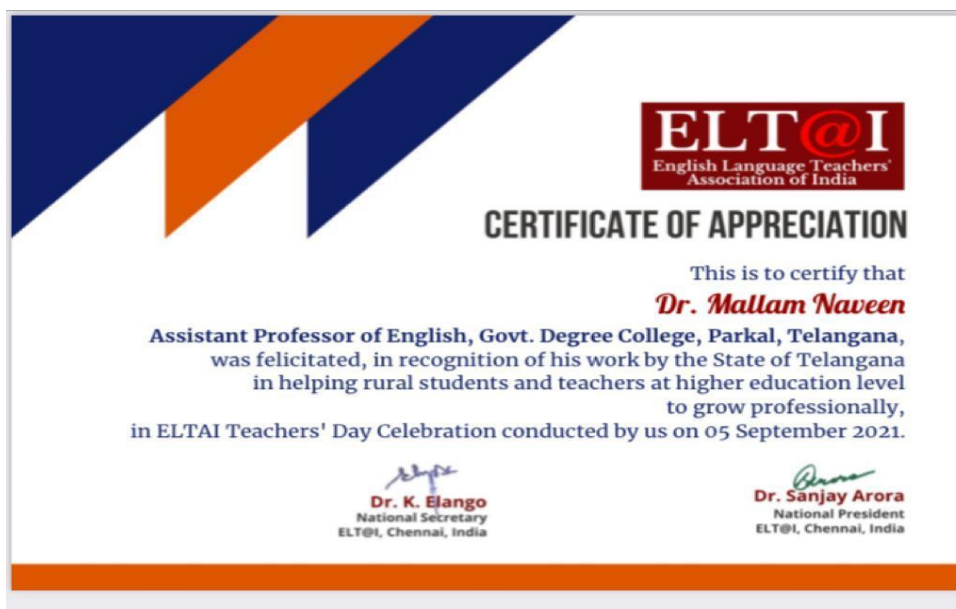 ELT@I
English Language Teachers'
Association of India
CERTIFICATE OF APPRECIATION
This is to certify that
Dr. Mallam Naveen
Assistant Professor of English, Govt. Degree College, Parkal, Telangana,
was felicitated, in recognition of his work by the State of Telangana
in helping rural students and teachers at higher education level
to grow professionally,
in ELTAI Teachers' Day Celebration conducted by us on 05 September 2021.
Dr. K. Elango
National Secretary
ELT@I, Chennai, India
Arora
Dr. Sanjay Arora
National President
ELT@I, Chennai, India